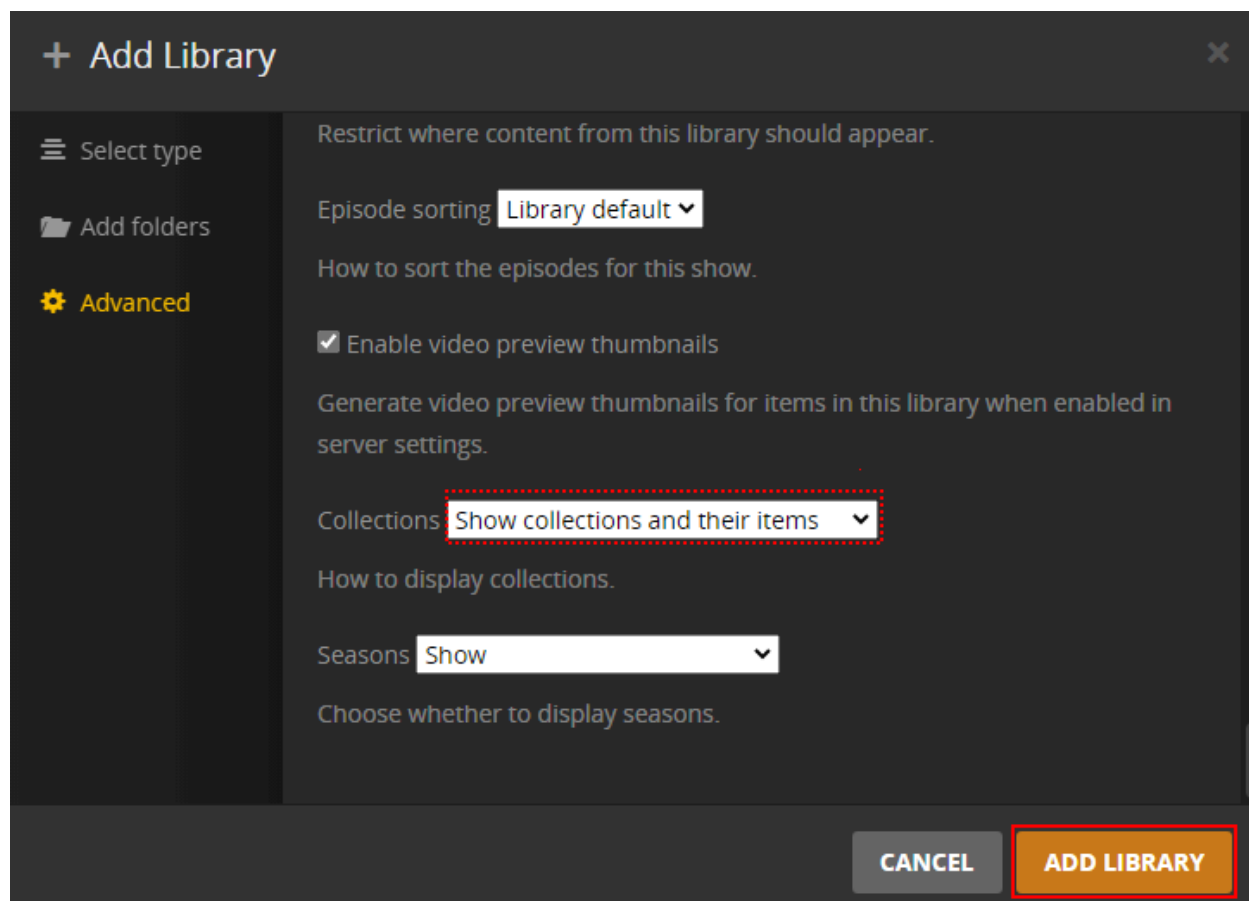 + Add Library ×
Select type
Add folders
Advanced
Restrict where content from this library should appear.
Episode sorting Library default
How to sort the episodes for this show.
Enable video preview thumbnails
Generate video preview thumbnails for items in this library when enabled in
server settings.
Collections Show collections and their items
How to display collections.
Seasons Show
Choose whether to display seasons.
CANCEL ADD LIBRARY